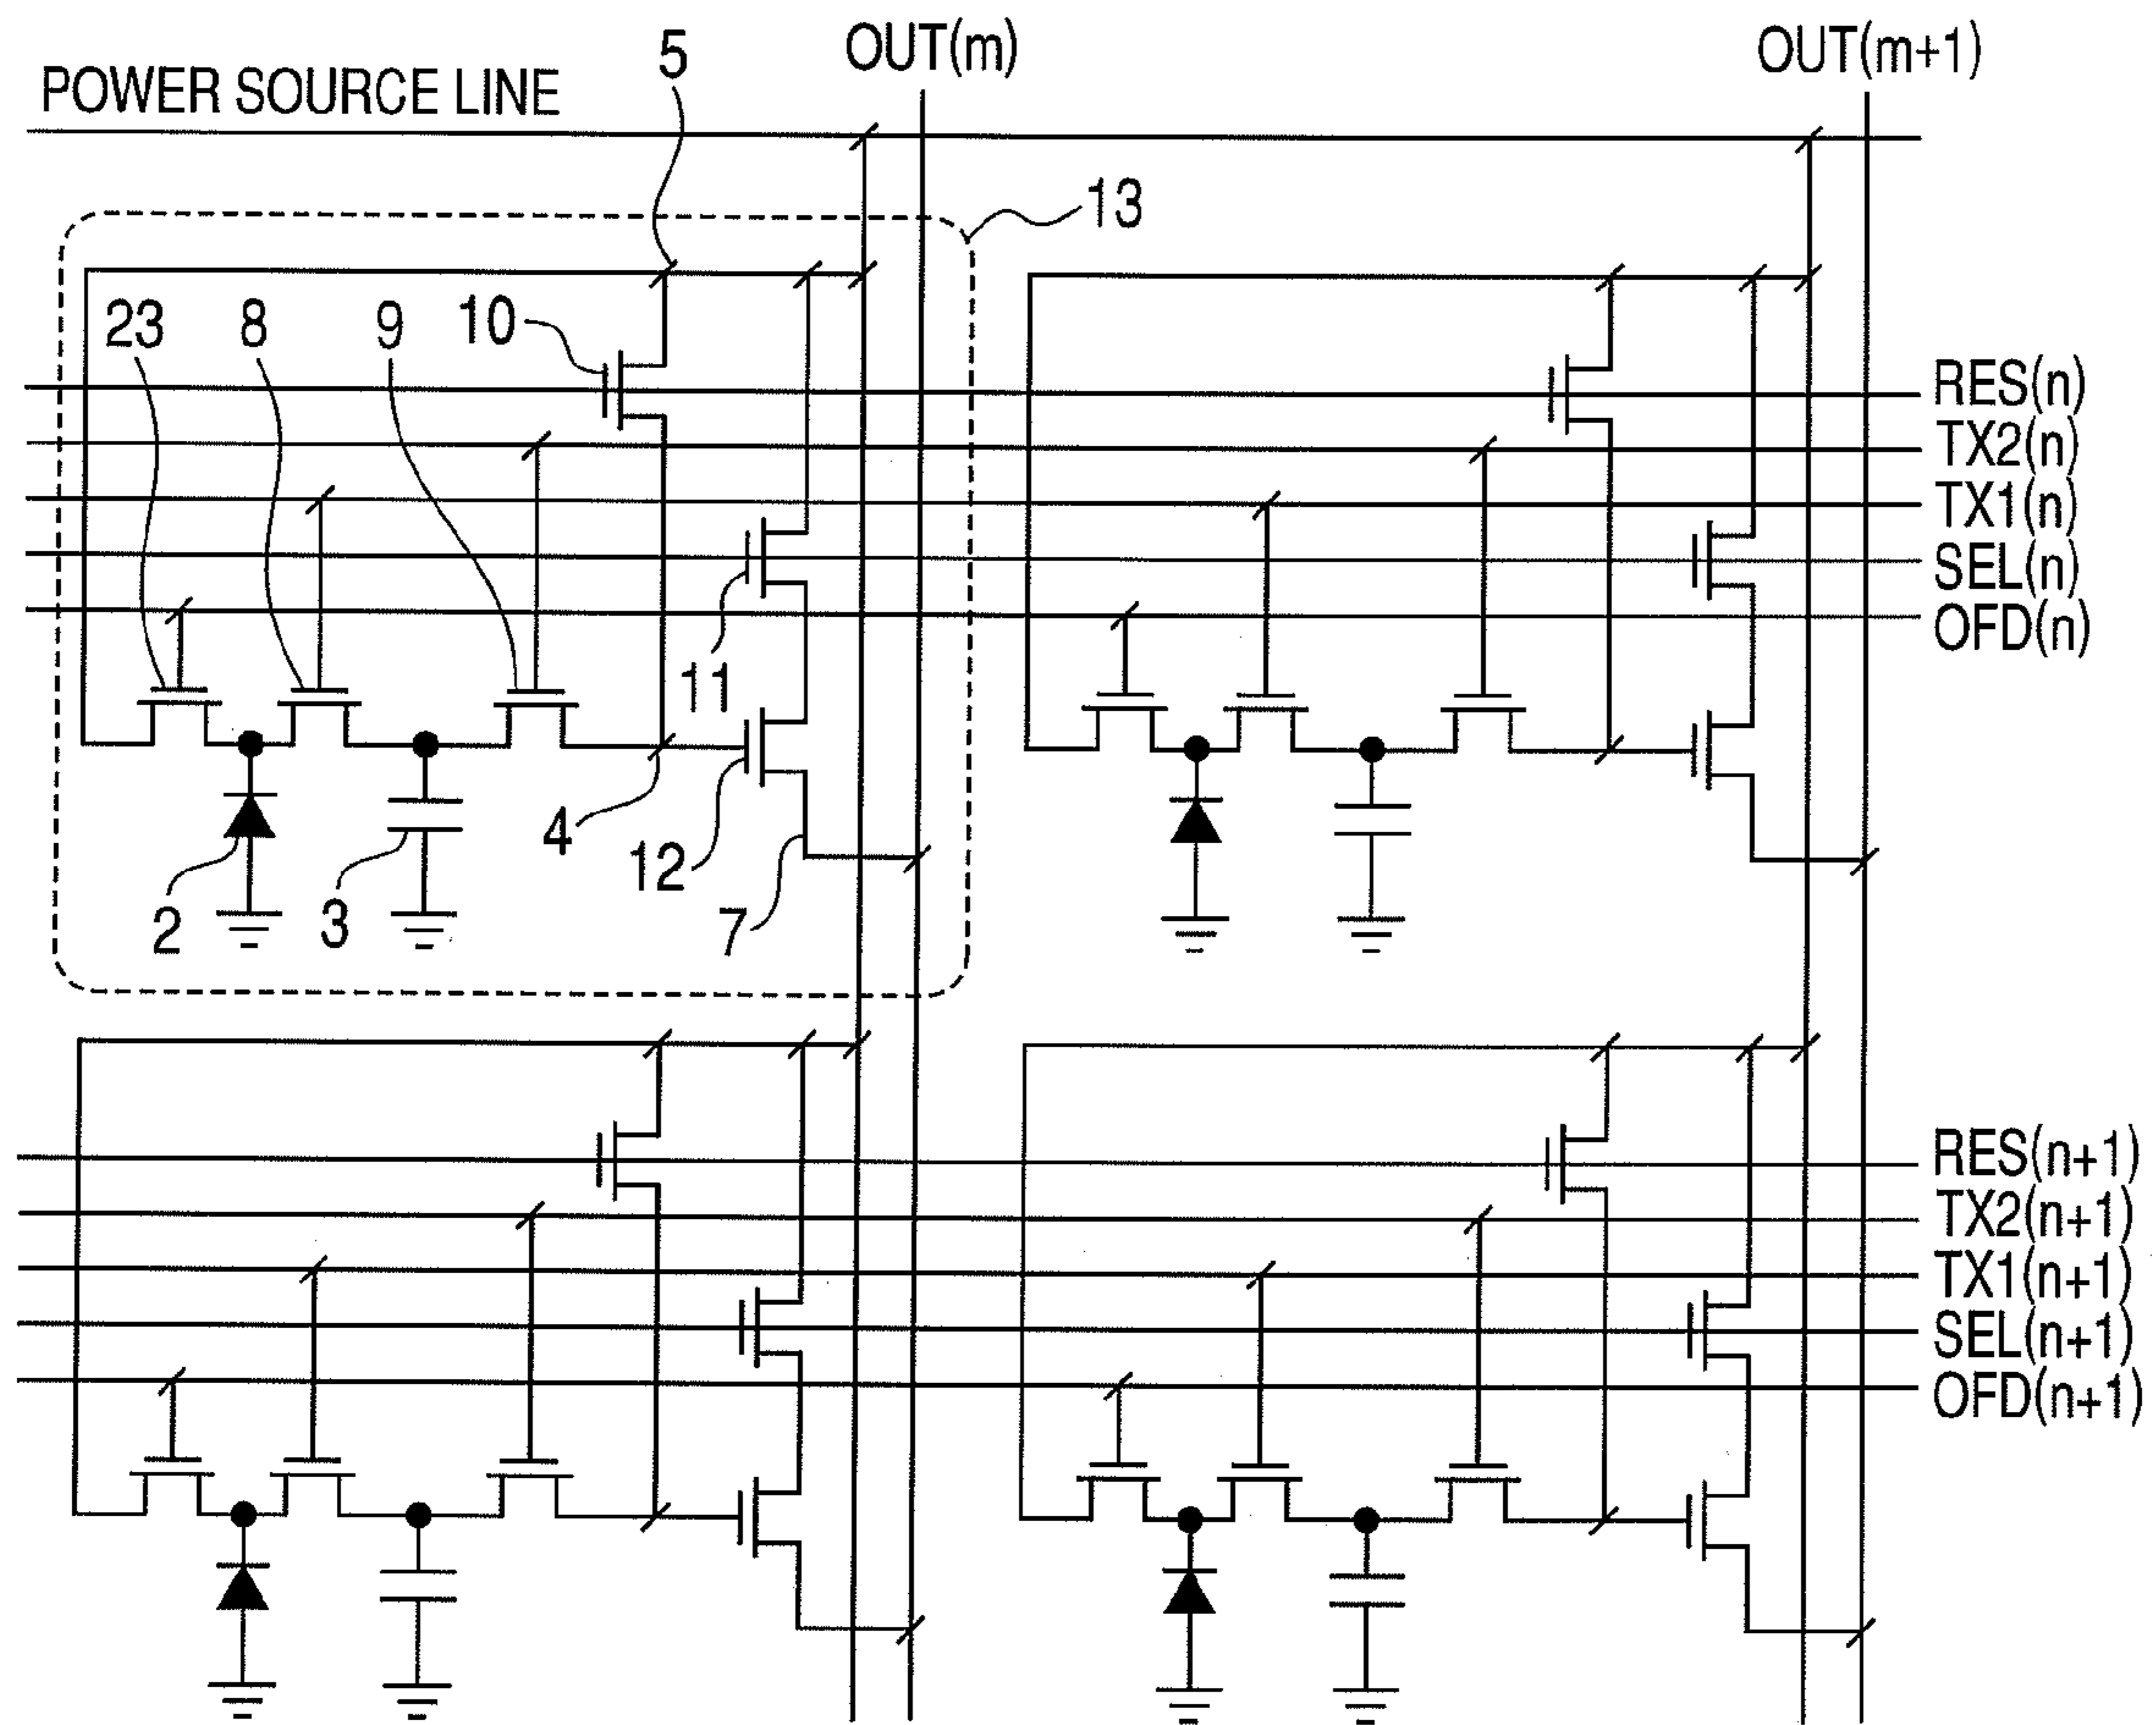 5
OUT(m)
OUT(m+1)
POWER SOURCE LINE
13
23
8
9
10
RES(n)
TX2(n)
TX1(n)
SEL(n)
OFD(n)
11
4
12
2
3
7
RES(n+1)
TX2(n+1)
TX1(n+1)
SEL(n+1)
OFD(n+1)